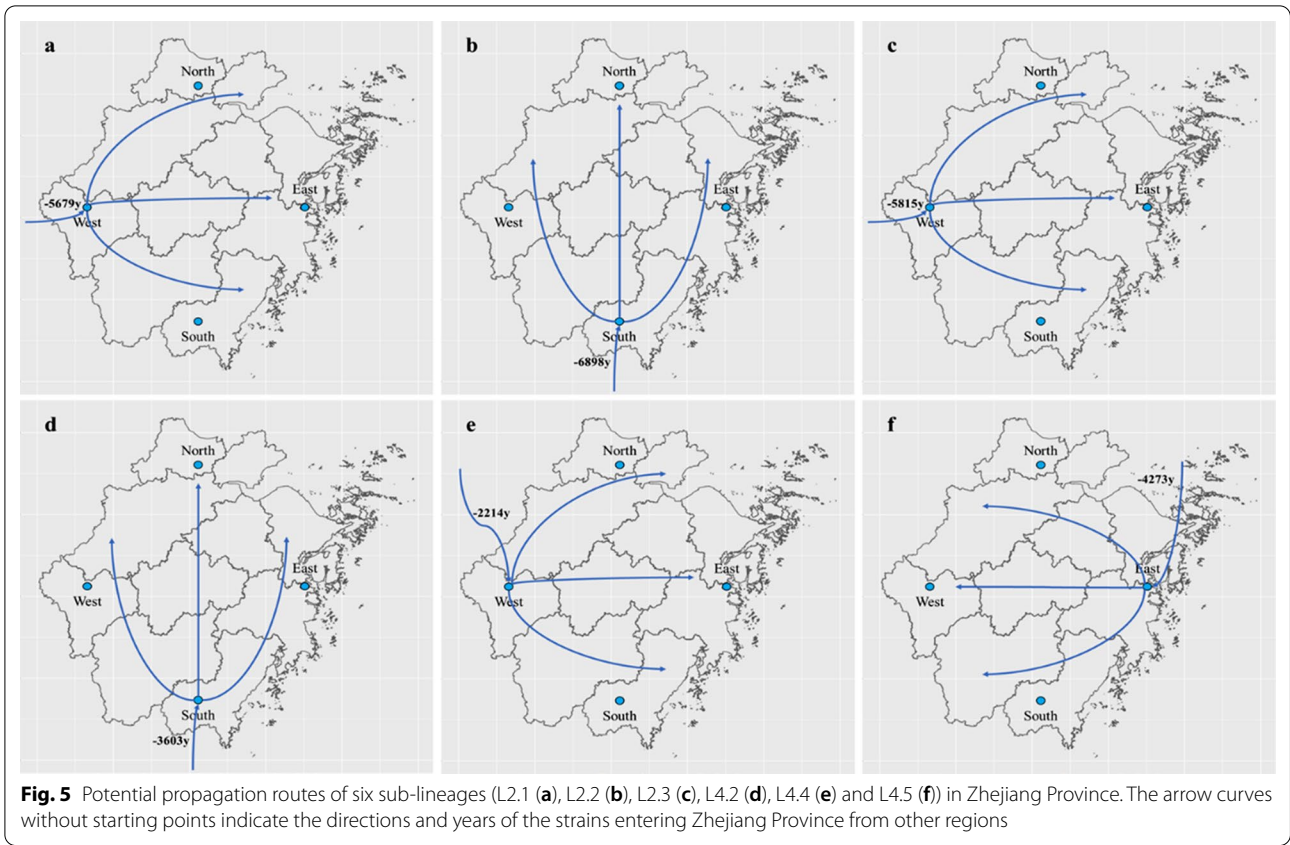 a
North
East
-5679y
West
South
b
North
East
West
South
-6898y
c
North
East
-5815y
West
South
d
North
East
West
South
-3603y
e
North
-2214y
East
West
South
f
North
-4273y
East
West
South
Fig. 5 Potential propagation routes of six sub-lineages (L2.1 (a), L2.2 (b), L2.3 (c), L4.2 (d), L4.4 (e) and L4.5 (f)) in Zhejiang Province. The arrow curves
without starting points indicate the directions and years of the strains entering Zhejiang Province from other regions